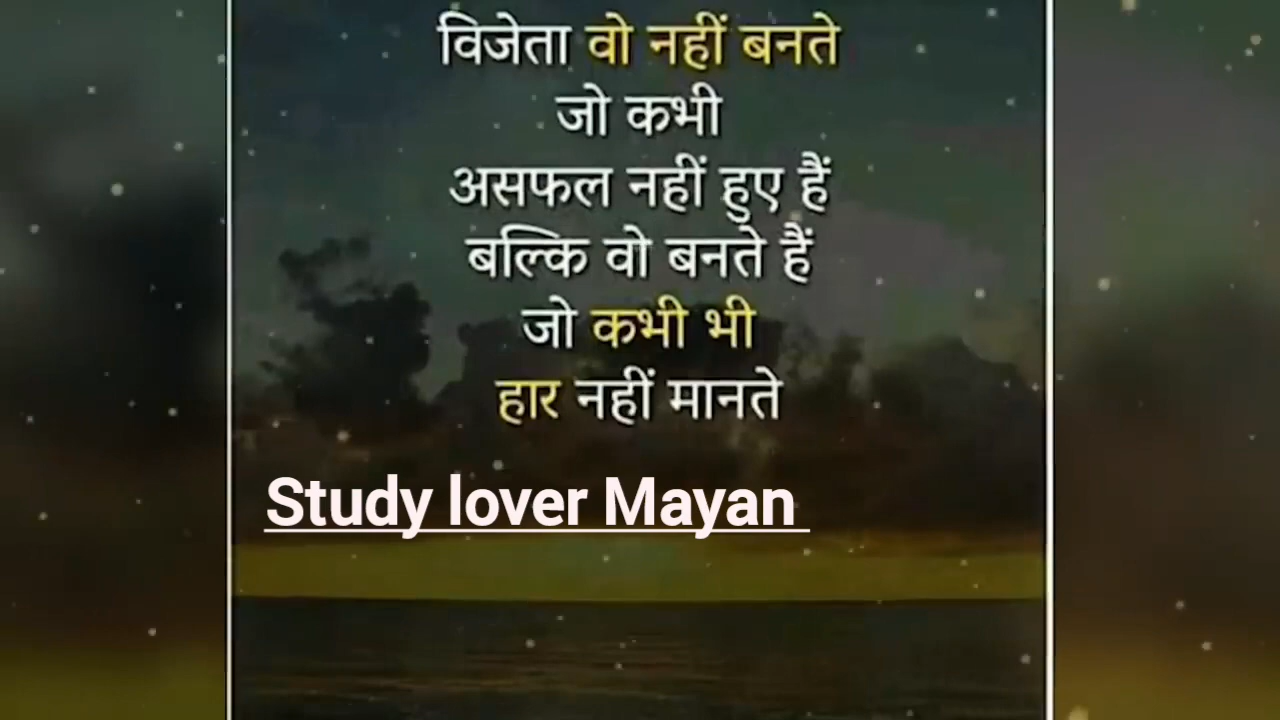 विजेता वो नहीं बनते
जो कभी
असफल नहीं हुए हैं
बल्कि वो बनते हैं
जो कभी भी
हार नहीं मानते
Study lover Mayan